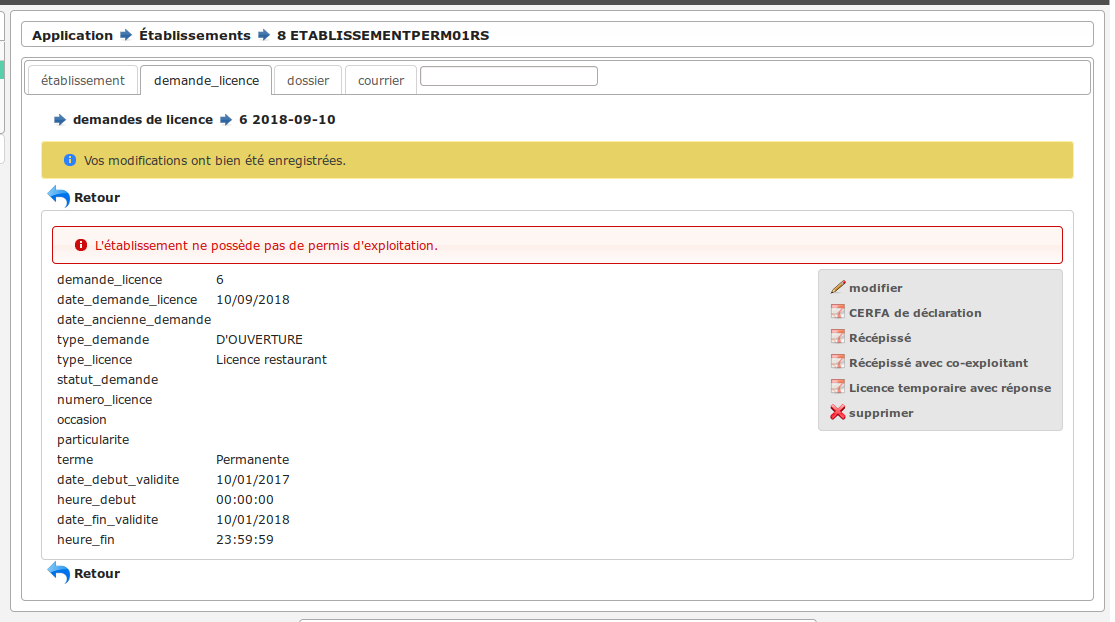 Application Établissements 8 ETABLISSEMENTPERM01RS
établissement demande_licence dossier courrier
demandes de licence 6 2018-09-10
Vos modifications ont bien été enregistrées.
Retour
L'établissement ne possède pas de permis d'exploitation.
demande_licence 6
date_demande_licence 10/09/2018
date_ancienne_demande
type_demande D'OUVERTURE
type_licence Licence restaurant
statut_demande
numero_licence
occasion
particularite
terme Permanente
date_debut_validite 10/01/2017
heure_debut 00:00:00
date_fin_validite 10/01/2018
heure_fin 23:59:59
modifier
CERFA de déclaration
Récépissé
Récépissé avec co-exploitant
Licence temporaire avec réponse
supprimer
Retour